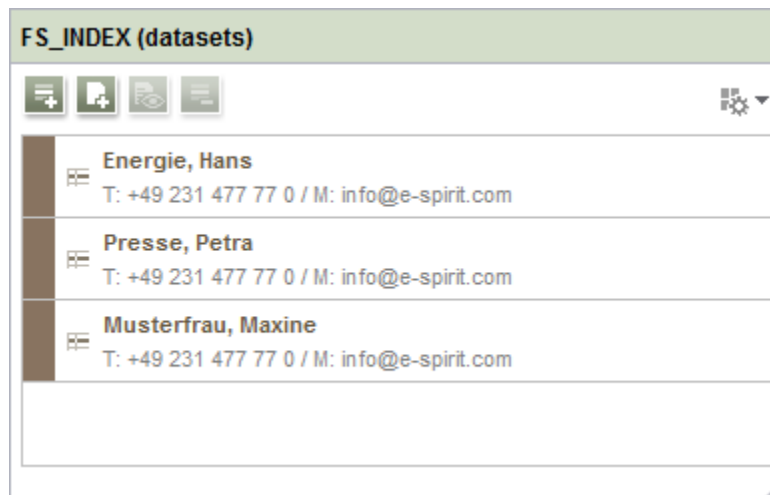 FS_INDEX (datasets)
Energie, Hans
T: +49 231 477 77 0 / M: info@e-spirit.com
Presse, Petra
T: +49 231 477 77 0 / M: info@e-spirit.com
Musterfrau, Maxine
T: +49 231 477 77 0 / M: info@e-spirit.com